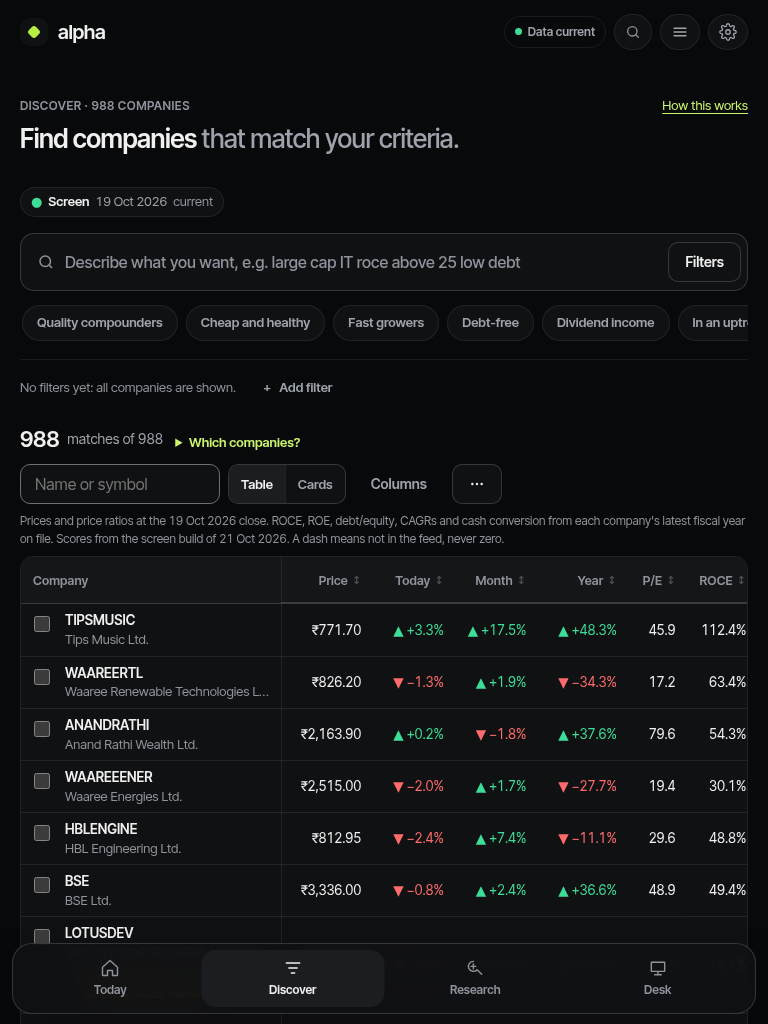 alpha
Data current
DISCOVER · 988 COMPANIES
How this works
Find companies that match your criteria.
Screen 19 Oct 2026 current
Describe what you want, e.g. large cap IT roce above 25 low debt
Filters
Quality compounders
Cheap and healthy
Fast growers
Debt-free
Dividend income
In an uptr
No filters yet: all companies are shown.
+ Add filter
988 matches of 988 ▶ Which companies?
Name or symbol
Table
Cards
Columns
···
Prices and price ratios at the 19 Oct 2026 close. ROCE, ROE, debt/equity, CAGRs and cash conversion from each company's latest fiscal year
on file. Scores from the screen build of 21 Oct 2026. A dash means not in the feed, never zero.
Company Price ↕ Today ↕ Month ↕ Year ↕ P/E ↕ ROCE ↕
TIPSMUSIC
Tips Music Ltd.
₹771.70 ▲ +3.3% ▲ +17.5% ▲ +48.3% 45.9 112.4%
WAAREERTL
Waaree Renewable Technologies L...
₹826.20 ▼ −1.3% ▲ +1.9% ▼ −34.3% 17.2 63.4%
ANANDRATHI
Anand Rathi Wealth Ltd.
₹2,163.90 ▲ +0.2% ▼ −1.8% ▲ +37.6% 79.6 54.3%
WAAREEENER
Waaree Energies Ltd.
₹2,515.00 ▼ −2.0% ▲ +1.7% ▼ −27.7% 19.4 30.1%
HBLENGINE
HBL Engineering Ltd.
₹812.95 ▼ −2.4% ▲ +7.4% ▼ −11.1% 29.6 48.8%
BSE
BSE Ltd.
₹3,336.00 ▼ −0.8% ▲ +2.4% ▲ +36.6% 48.9 49.4%
LOTUSDEV
Today
Discover
Research
Desk